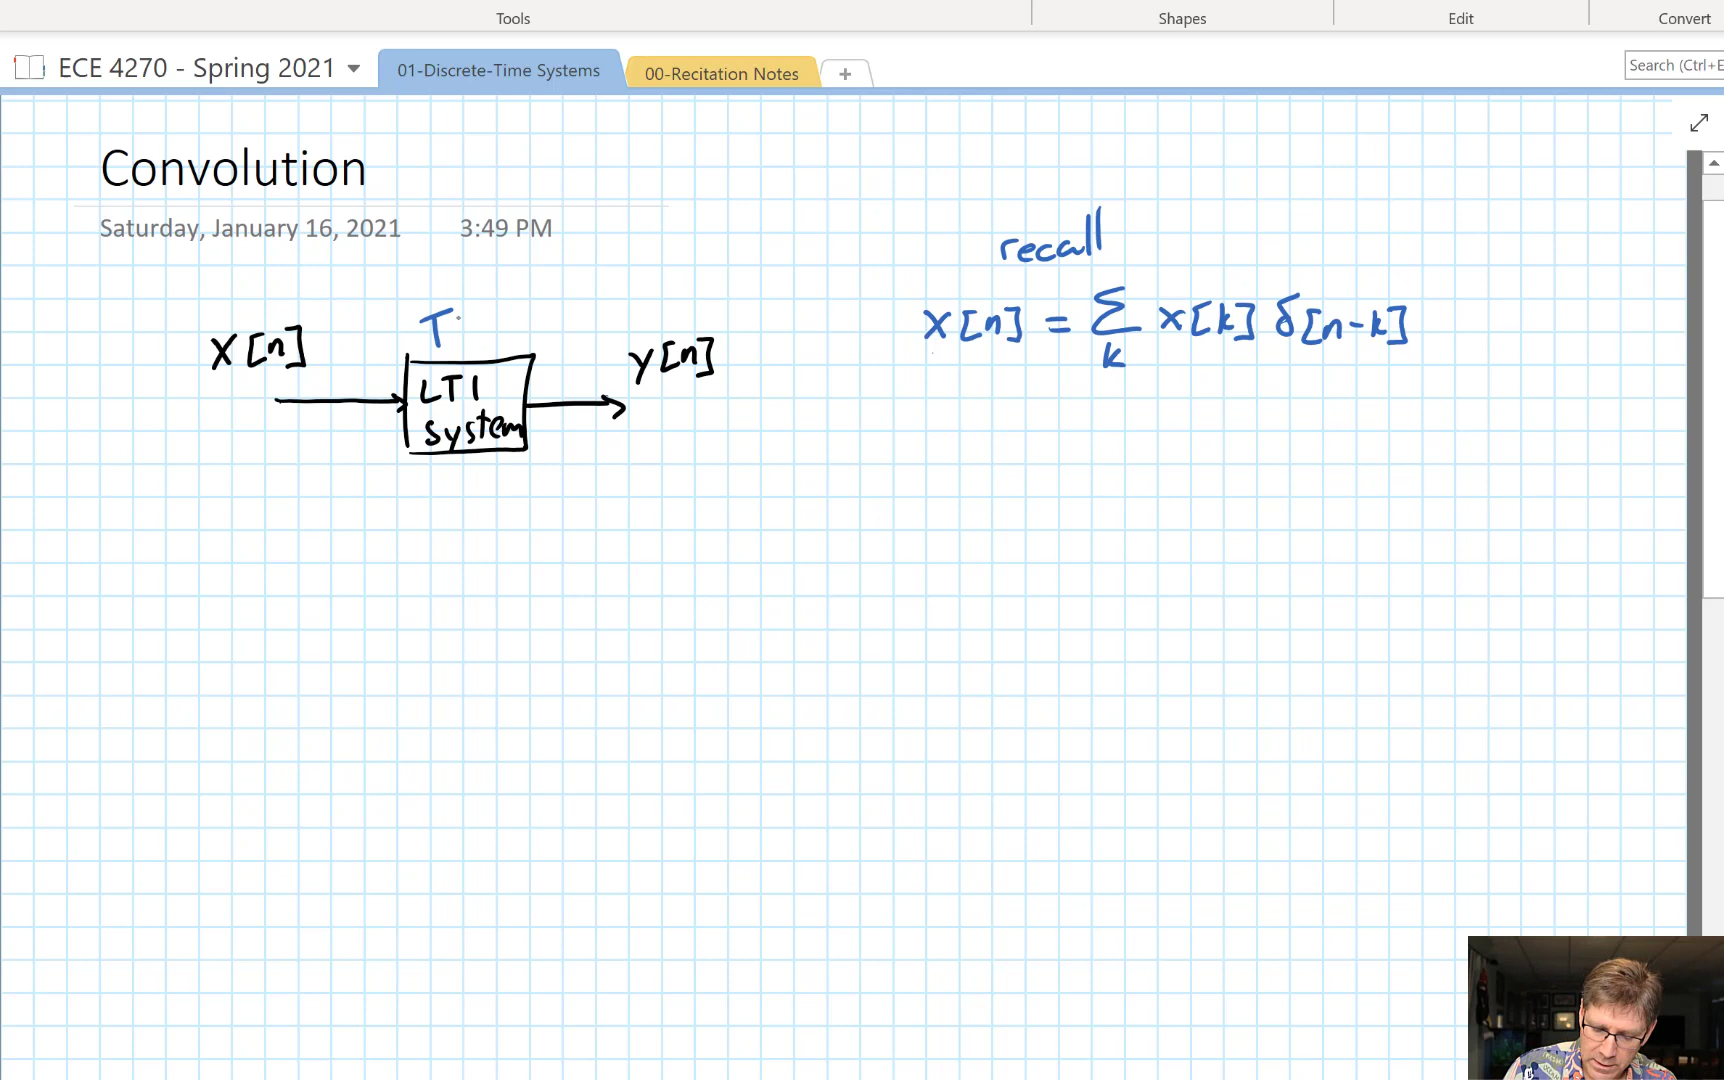 Tools Shapes Edit Convert
ECE 4270 - Spring 2021 01-Discrete-Time Systems 00-Recitation Notes + Search (Ctrl+E
Convolution
Saturday, January 16, 2021 3:49 PM
recall
x[n] = Σ x[k] δ[n-k]
k
T
x[n]
y[n]
LTI
system